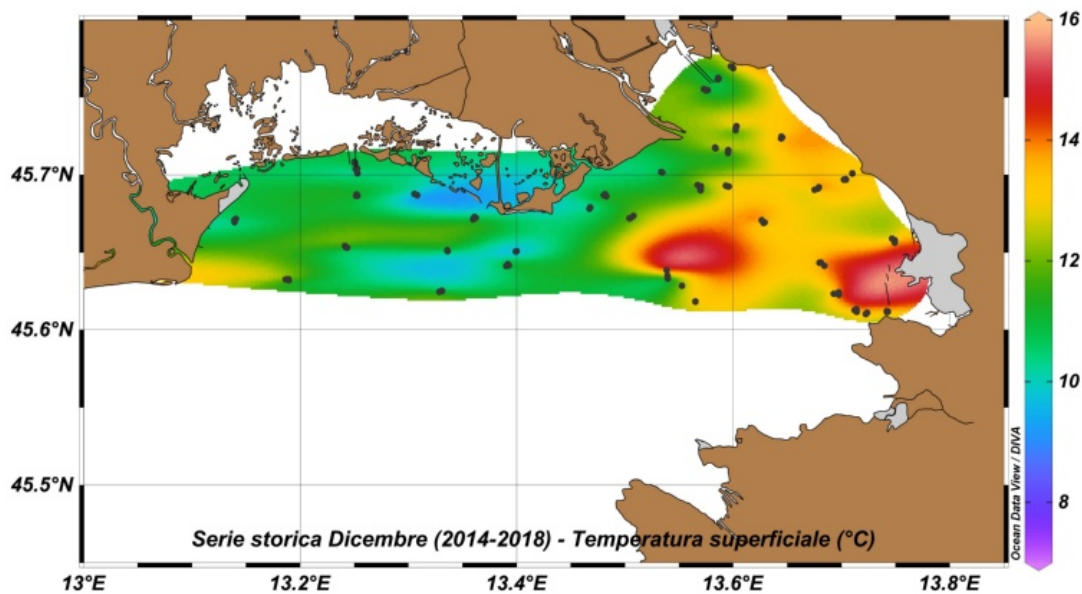 16
14
45.7°N
12
45.6°N
10
45.5°N
8
Ocean Data View / DIVA
Serie storica Dicembre (2014-2018) - Temperatura superficiale (°C)
13°E
13.2°E
13.4°E
13.6°E
13.8°E